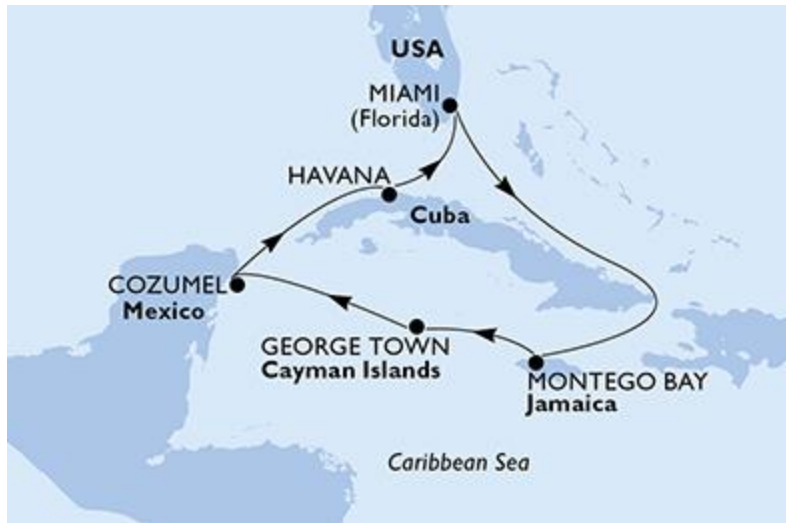 USA
MIAMI
(Florida)
HAVANA
Cuba
COZUMEL
Mexico
GEORGE TOWN
Cayman Islands
MONTEGO BAY
Jamaica
Caribbean Sea